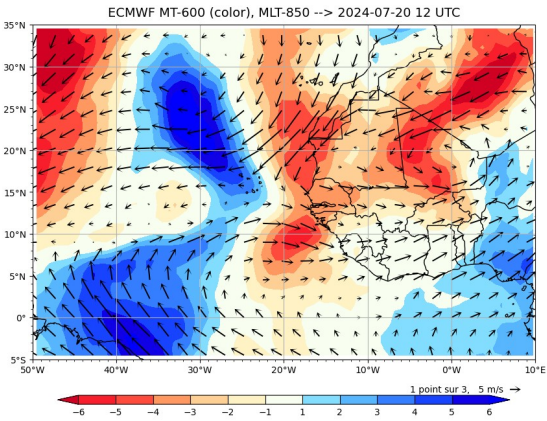 ECMWF MT-600 (color), MLT-850 --> 2024-07-20 12 UTC
35°N
30°N
25°N
20°N
15°N
10°N
5°N
0°
5°S
50°W 40°W 30°W 20°W 10°W 0°W 10°E
1 point sur 3, 5 m/s
−6 −5 −4 −3 −2 −1 1 2 3 4 5 6